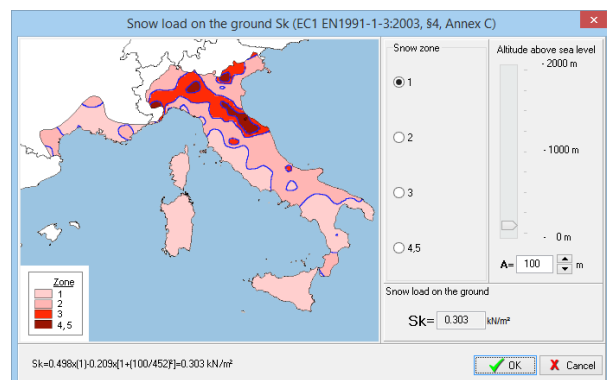 Snow load on the ground Sk (EC1 EN1991-1-3:2003, §4, Annex C)
Snow zone
1
2
3
4,5
Altitude above sea level
- 2000 m
- 1000 m
- 0 m
A= 100 m
Zone
1
2
3
4,5
Snow load on the ground
Sk= 0.303 kN/m²
Sk=0.498x(1)-0.209x[1+(100/452)²]=0.303 kN/m²
OK
Cancel